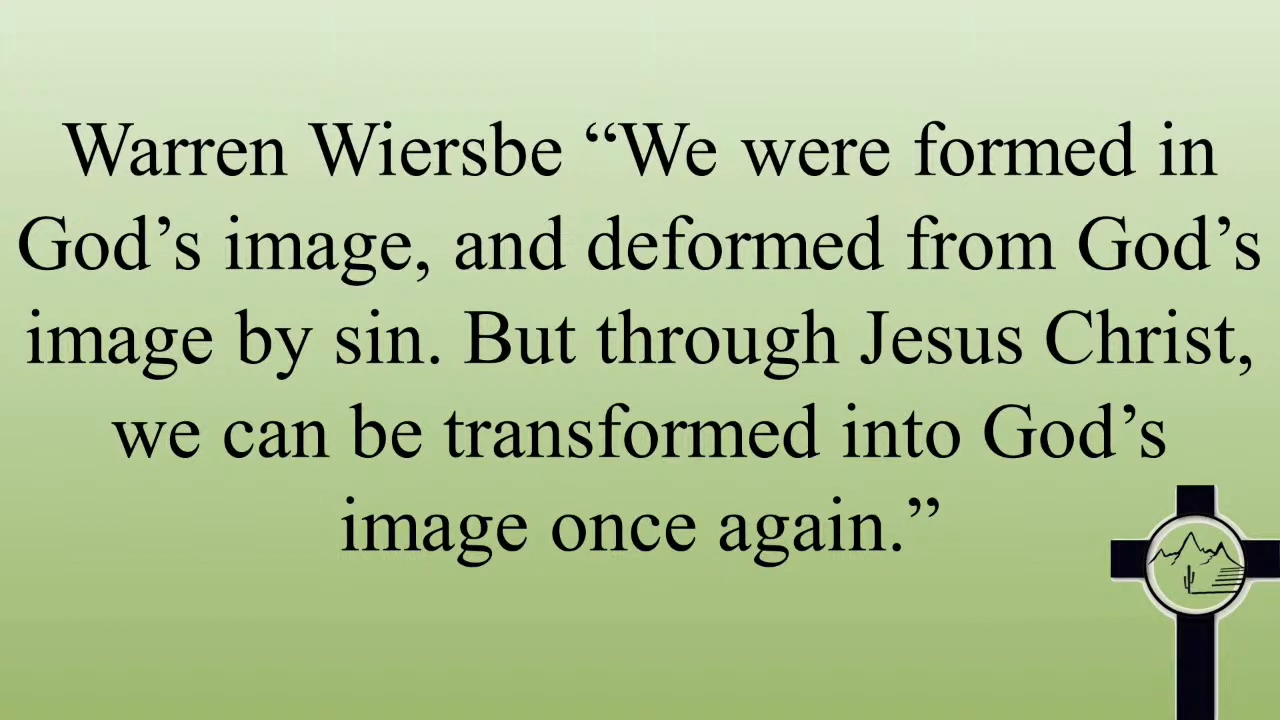 Warren Wiersbe “We were formed in
God’s image, and deformed from God’s
image by sin. But through Jesus Christ,
we can be transformed into God’s
image once again.”